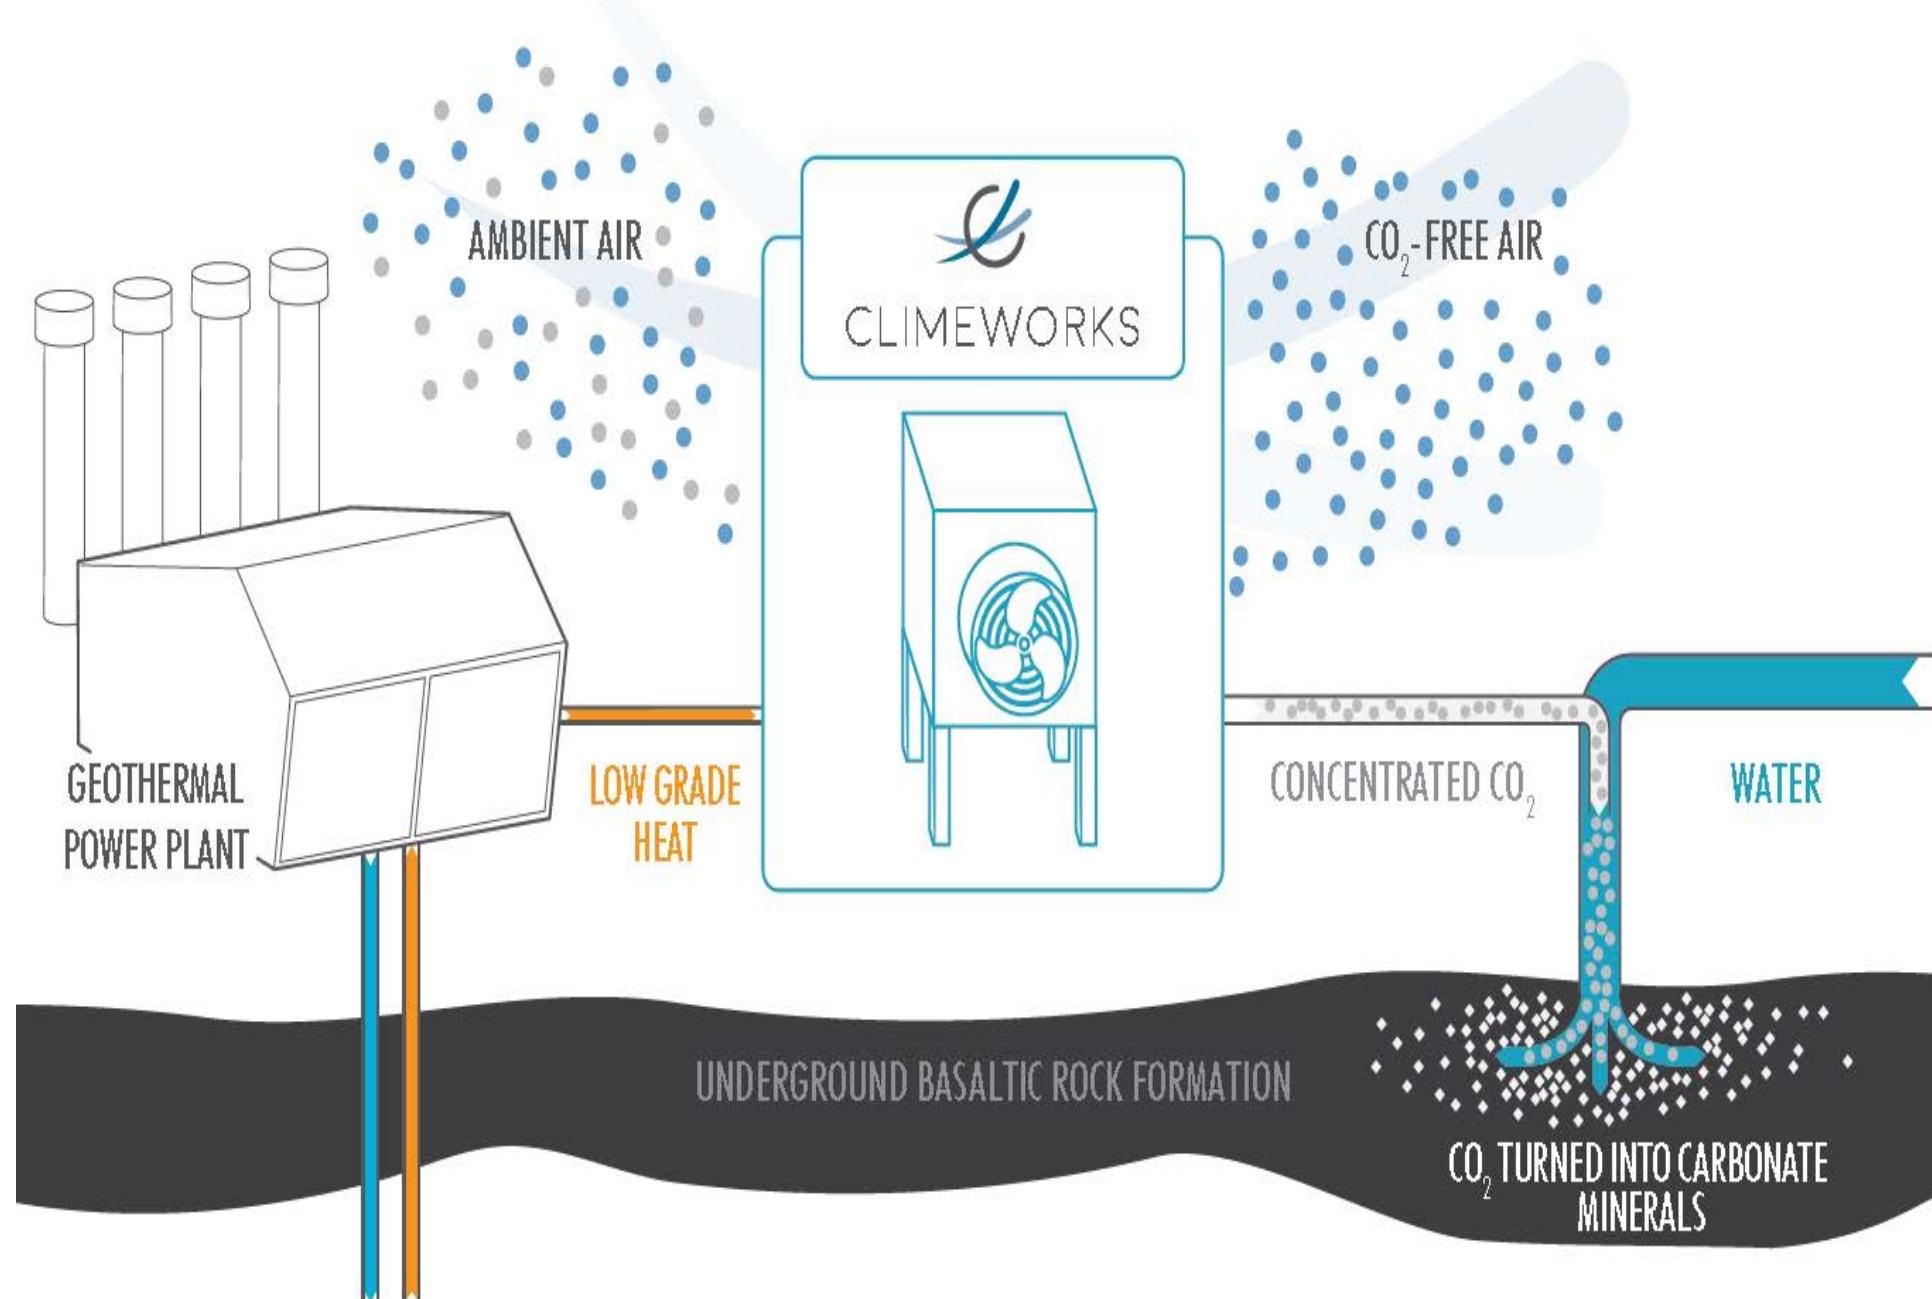 AMBIENT AIR
CLIMEWORKS
CO₂-FREE AIR
GEOTHERMAL
POWER PLANT
LOW GRADE
HEAT
CONCENTRATED CO₂
WATER
UNDERGROUND BASALTIC ROCK FORMATION
CO₂ TURNED INTO CARBONATE
MINERALS